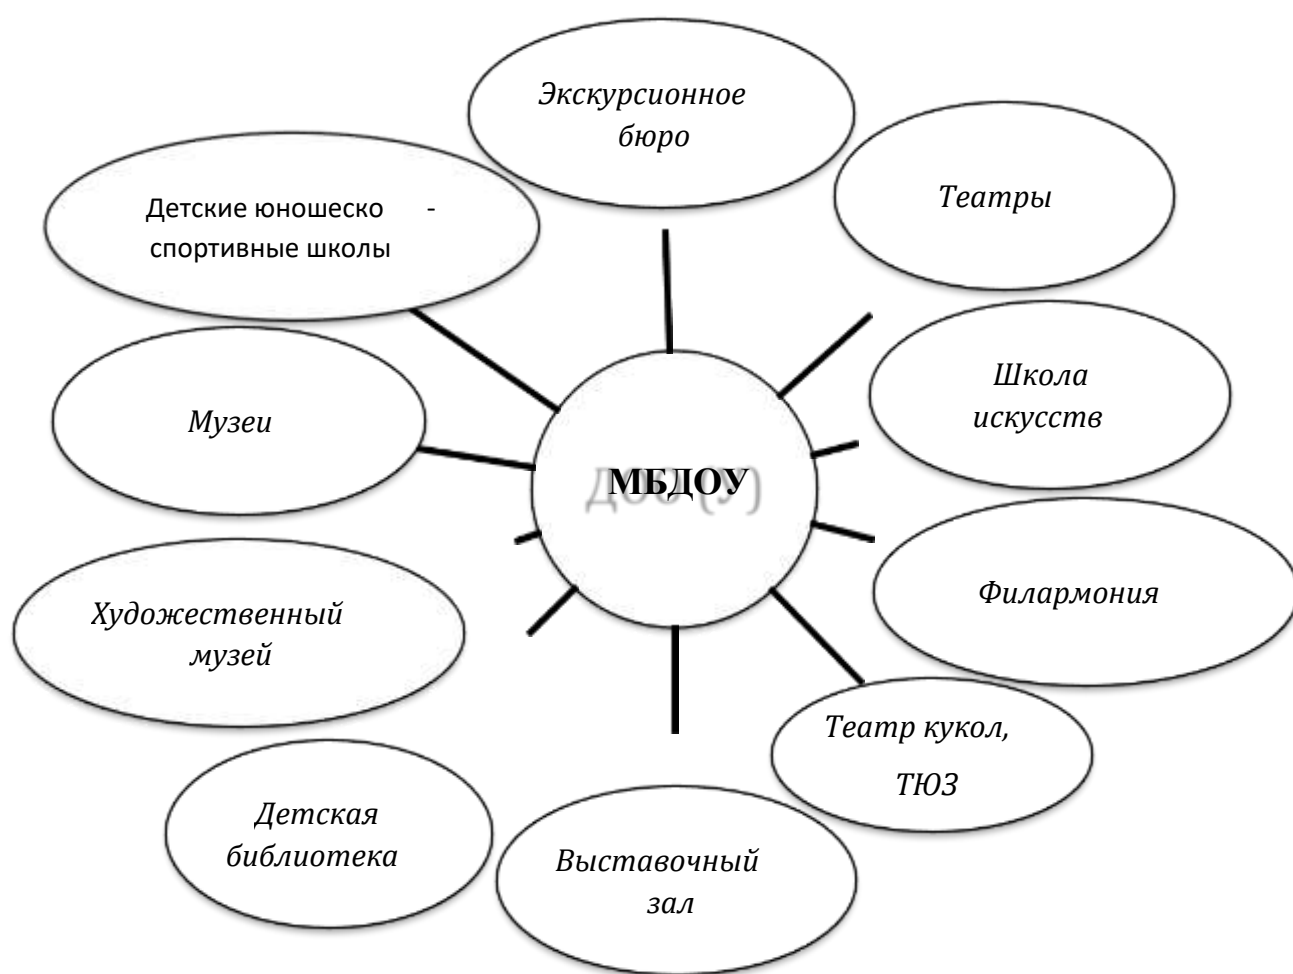 Экскурсионное
бюро
Театры
Детские юношеско -
спортивные школы
Школа
искусств
Музеи
МБДОУ
ДОО (У)
Филармония
Художественный
музей
Театр кукол,
ТЮЗ
Детская
библиотека
Выставочный
зал